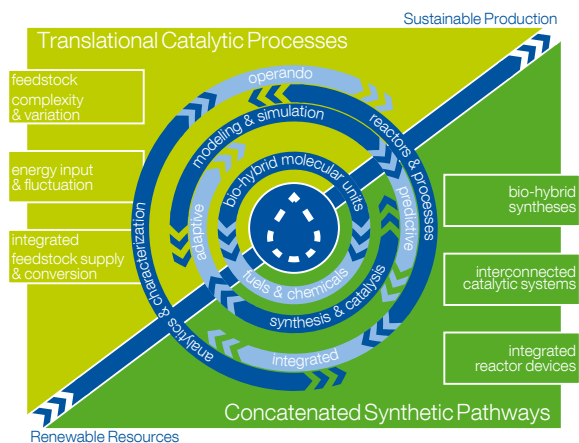 Sustainable Production
Translational Catalytic Processes
feedstock
complexity
& variation
energy input
& fluctuation
integrated
feedstock supply
& conversion
operando
modeling & simulation
reactors & processes
bio-hybrid molecular units
adaptive
predictive
fuels & chemicals
synthesis & catalysis
analytics & characterization
integrated
bio-hybrid
syntheses
interconnected
catalytic systems
integrated
reactor devices
Concatenated Synthetic Pathways
Renewable Resources